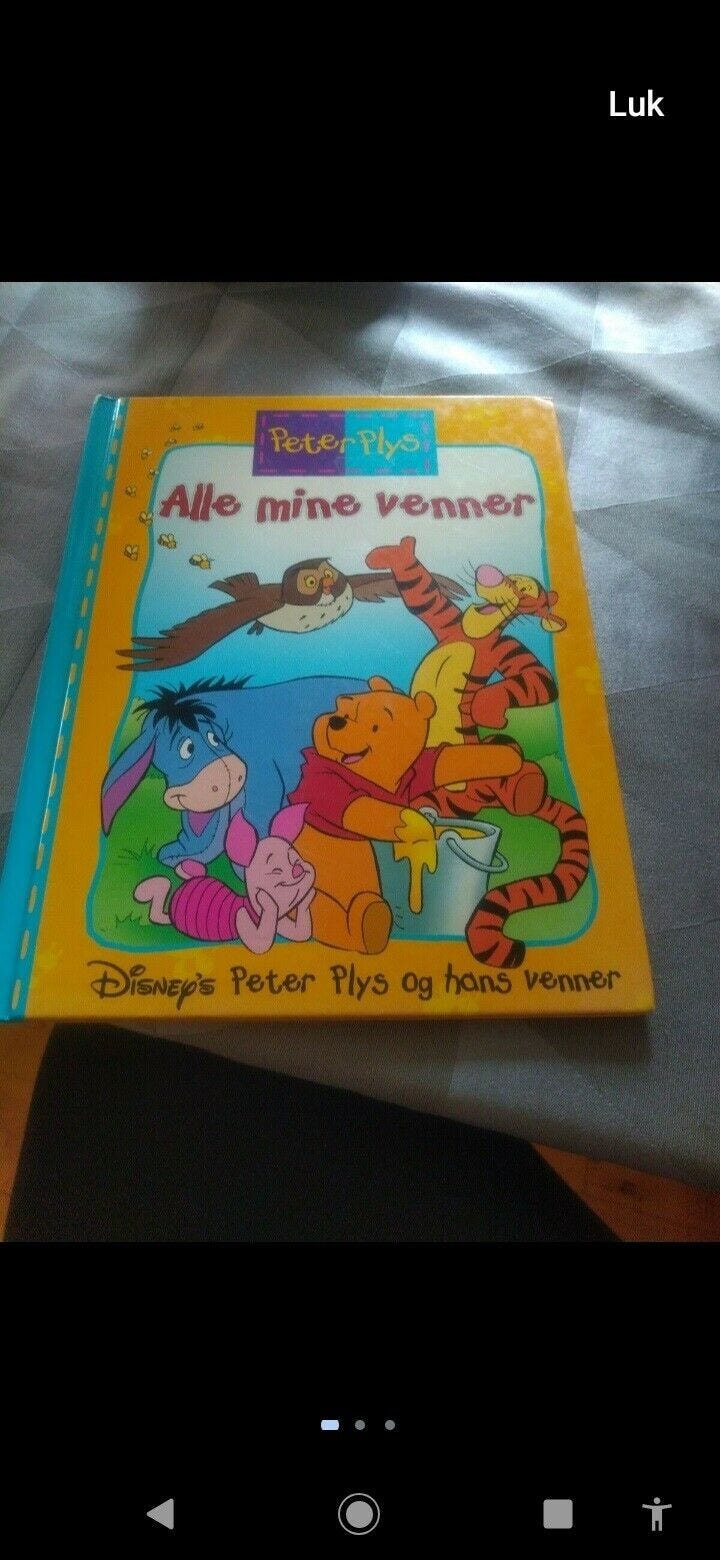 Luk
Peter Plys
Alle mine venner
Disney's Peter Plys og hans venner